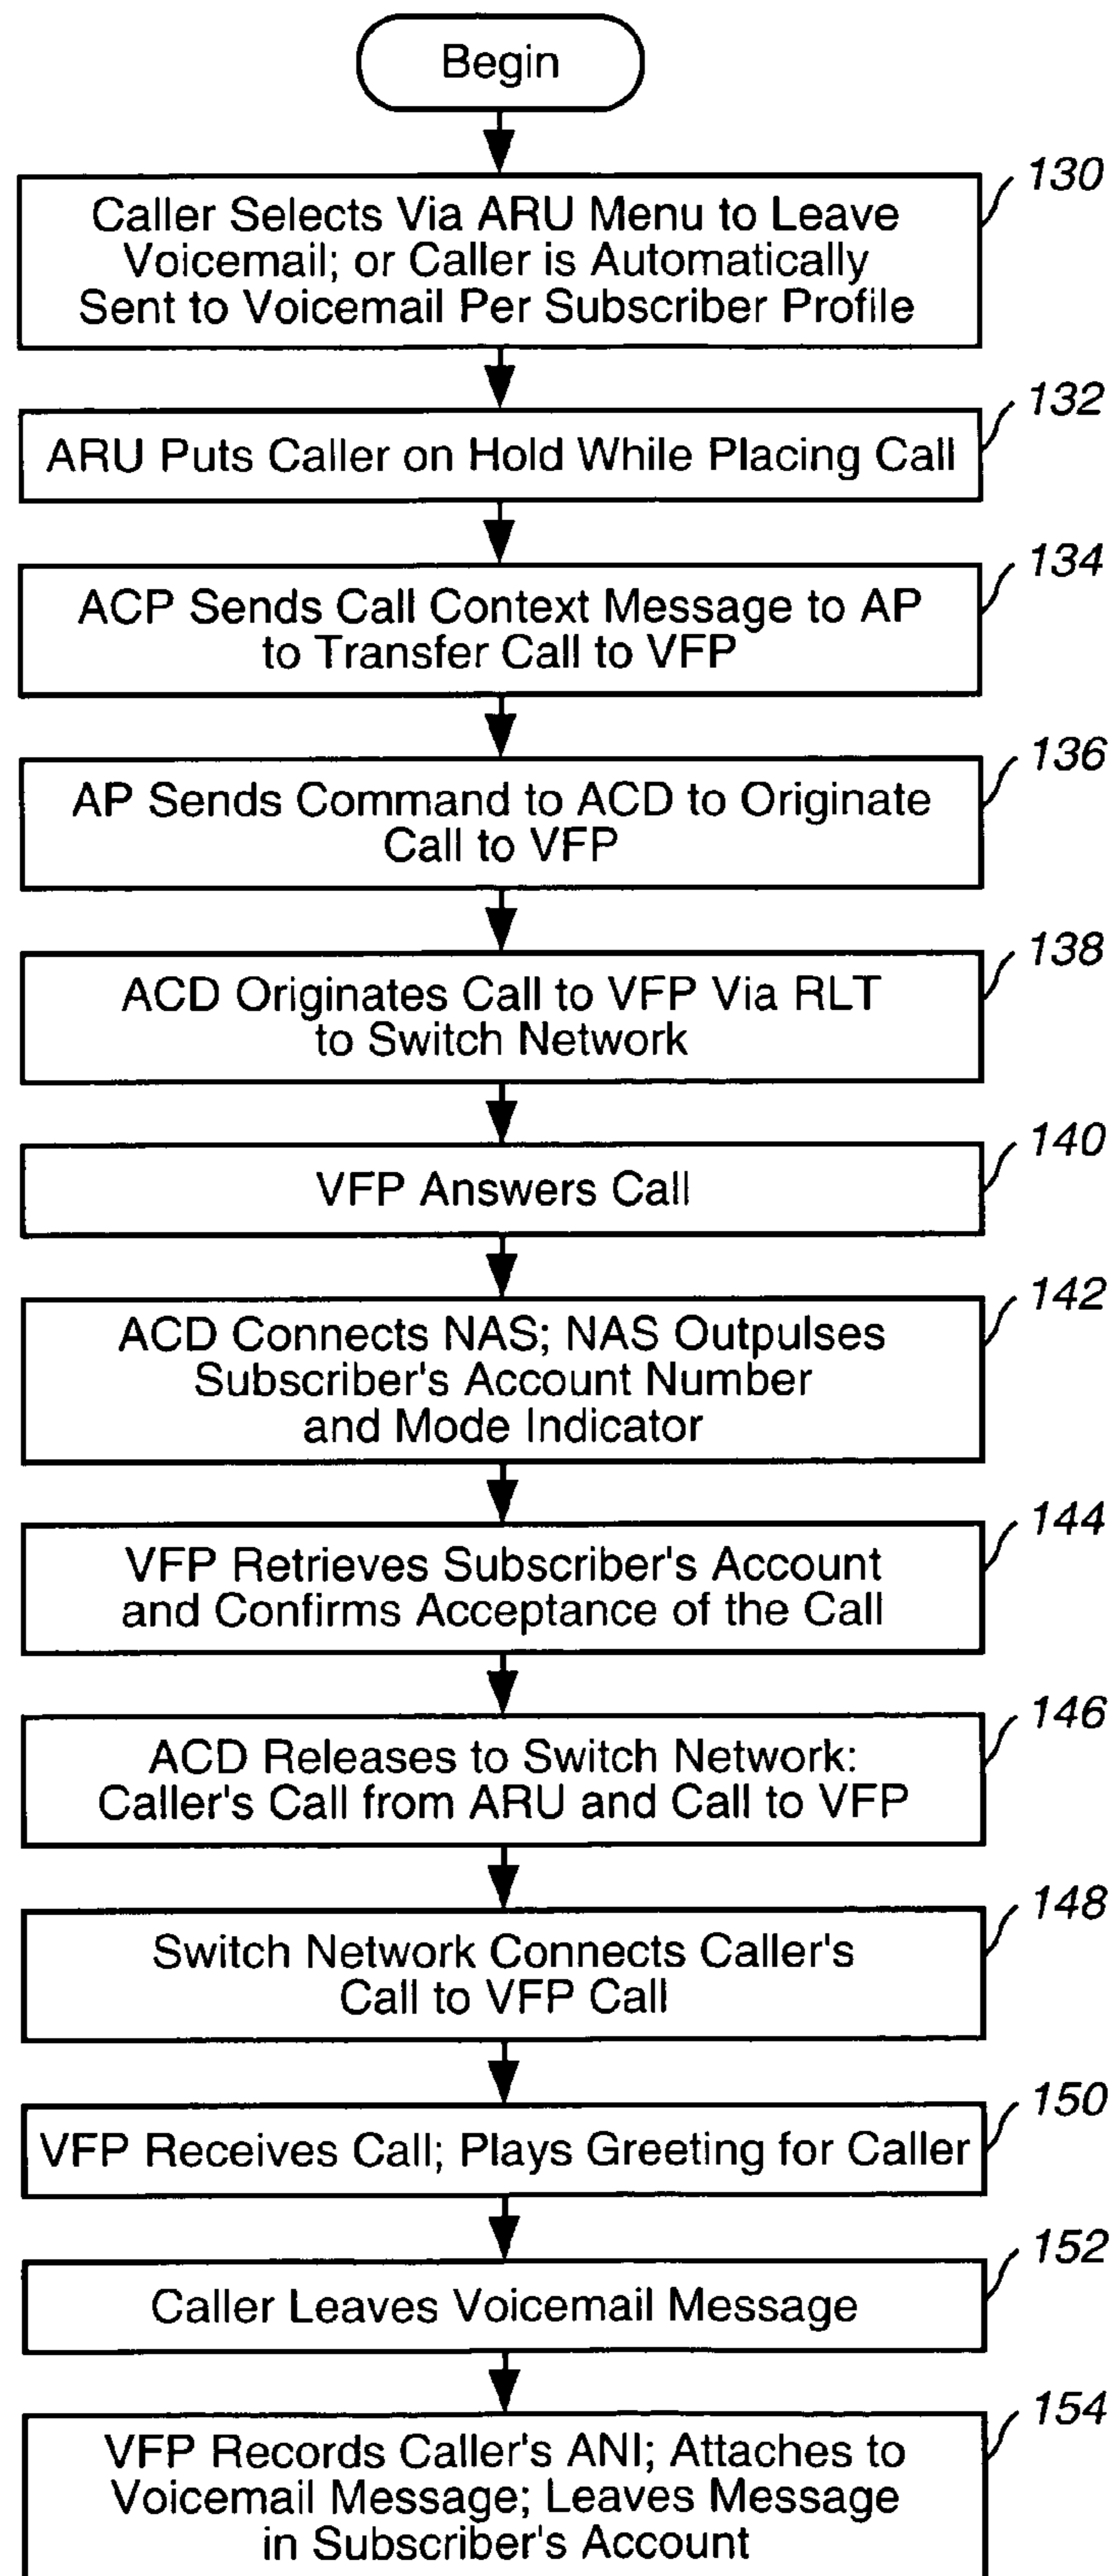 Begin
130
Caller Selects Via ARU Menu to Leave
Voicemail; or Caller is Automatically
Sent to Voicemail Per Subscriber Profile
132
ARU Puts Caller on Hold While Placing Call
134
ACP Sends Call Context Message to AP
to Transfer Call to VFP
136
AP Sends Command to ACD to Originate
Call to VFP
138
ACD Originates Call to VFP Via RLT
to Switch Network
140
VFP Answers Call
142
ACD Connects NAS; NAS Outpulses
Subscriber's Account Number
and Mode Indicator
144
VFP Retrieves Subscriber's Account
and Confirms Acceptance of the Call
146
ACD Releases to Switch Network:
Caller's Call from ARU and Call to VFP
148
Switch Network Connects Caller's
Call to VFP Call
150
VFP Receives Call; Plays Greeting for Caller
152
Caller Leaves Voicemail Message
154
VFP Records Caller's ANI; Attaches to
Voicemail Message; Leaves Message
in Subscriber's Account